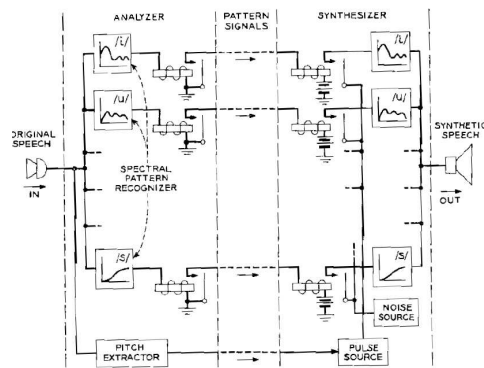 ANALYZER
PATTERN
SIGNALS
SYNTHESIZER
/i/
/i/
/u/
/u/
ORIGINAL
SPEECH
IN
SPECTRAL
PATTERN
RECOGNIZER
SYNTHETIC
SPEECH
OUT
/s/
/s/
NOISE
SOURCE
PITCH
EXTRACTOR
PULSE
SOURCE